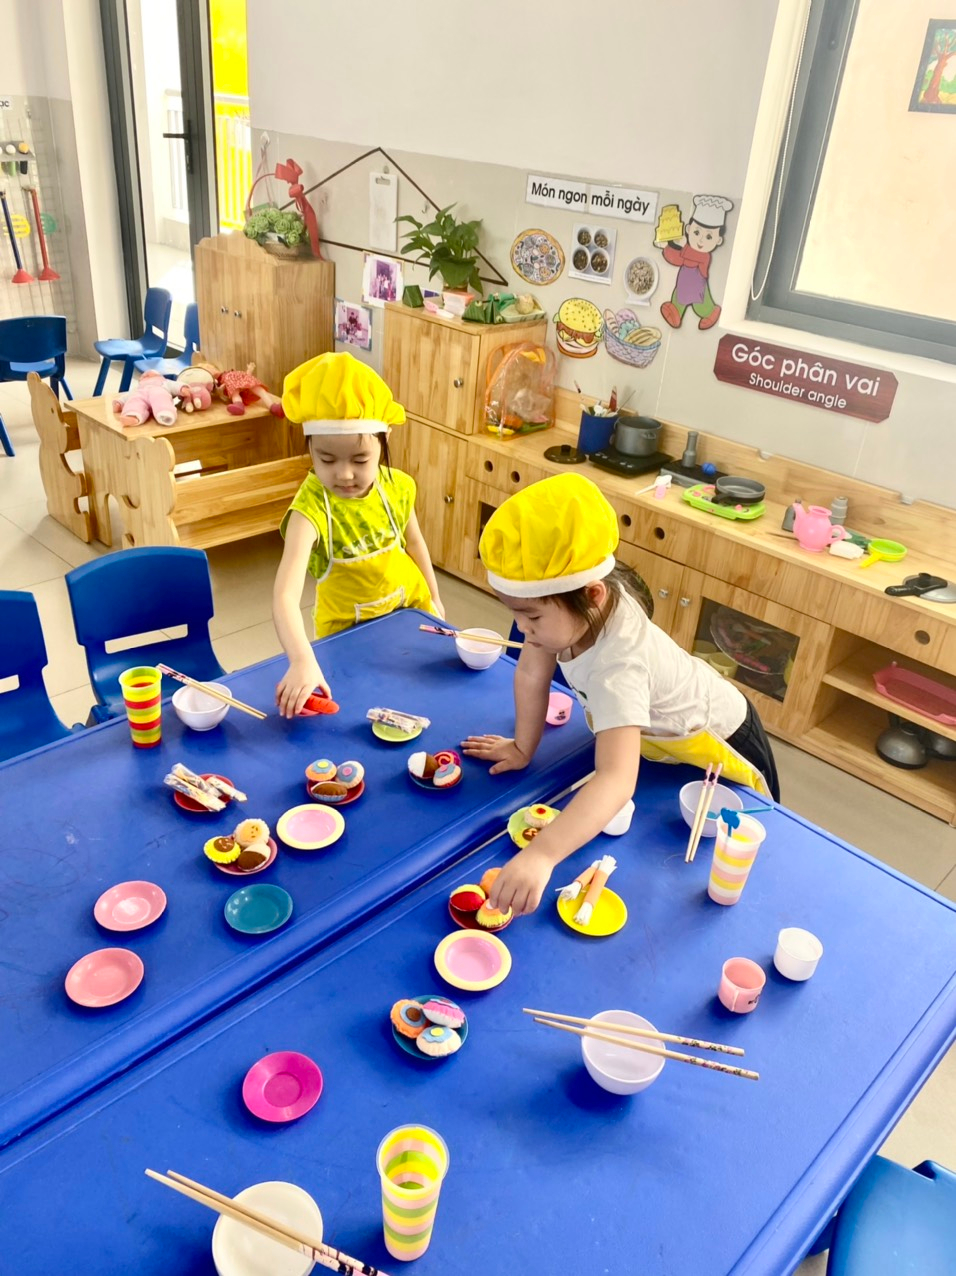 Món ngon mỗi ngày
Góc phân vai
Shoulder angle